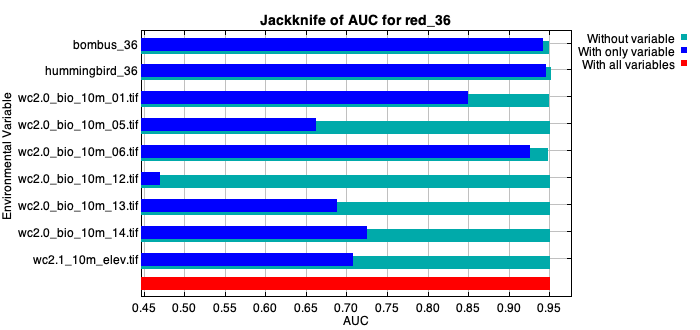 Jackknife of AUC for red_36
Without variable
With only variable
With all variables
Environmental Variable
bombus_36
hummingbird_36
wc2.0_bio_10m_01.tif
wc2.0_bio_10m_05.tif
wc2.0_bio_10m_06.tif
wc2.0_bio_10m_12.tif
wc2.0_bio_10m_13.tif
wc2.0_bio_10m_14.tif
wc2.1_10m_elev.tif
0.45 0.50 0.55 0.60 0.65 0.70 0.75 0.80 0.85 0.90 0.95
AUC